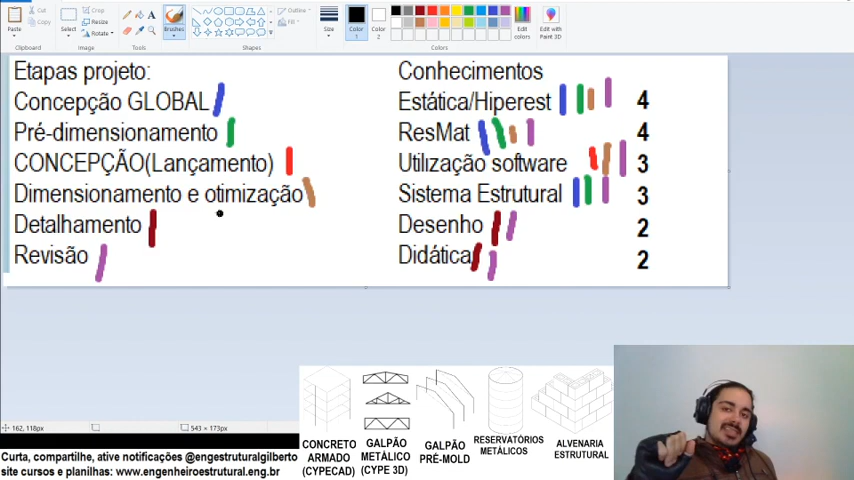 Paste
Cut
Copy
Clipboard
Select
Crop
Resize
Rotate
Image
Tools
Brushes
Shapes
Outline
Fill
Size
Color 1
Color 2
Colors
Edit colors
Edit with Paint 3D
Etapas projeto:
Concepção GLOBAL
Pré-dimensionamento
CONCEPÇÃO(Lançamento)
Dimensionamento e otimização
Detalhamento
Revisão
Conhecimentos
Estática/Hiperest 4
ResMat 4
Utilização software 3
Sistema Estrutural 3
Desenho 2
Didática 2
162, 118px
543 × 173px
CONCRETO ARMADO (CYPECAD)
GALPÃO METÁLICO (CYPE 3D)
GALPÃO PRÉ-MOLD
RESERVATÓRIOS METÁLICOS
ALVENARIA ESTRUTURAL
Curta, compartilhe, ative notificações @engestruturalgilberto
site cursos e planilhas: www.engenheiroestrutural.eng.br